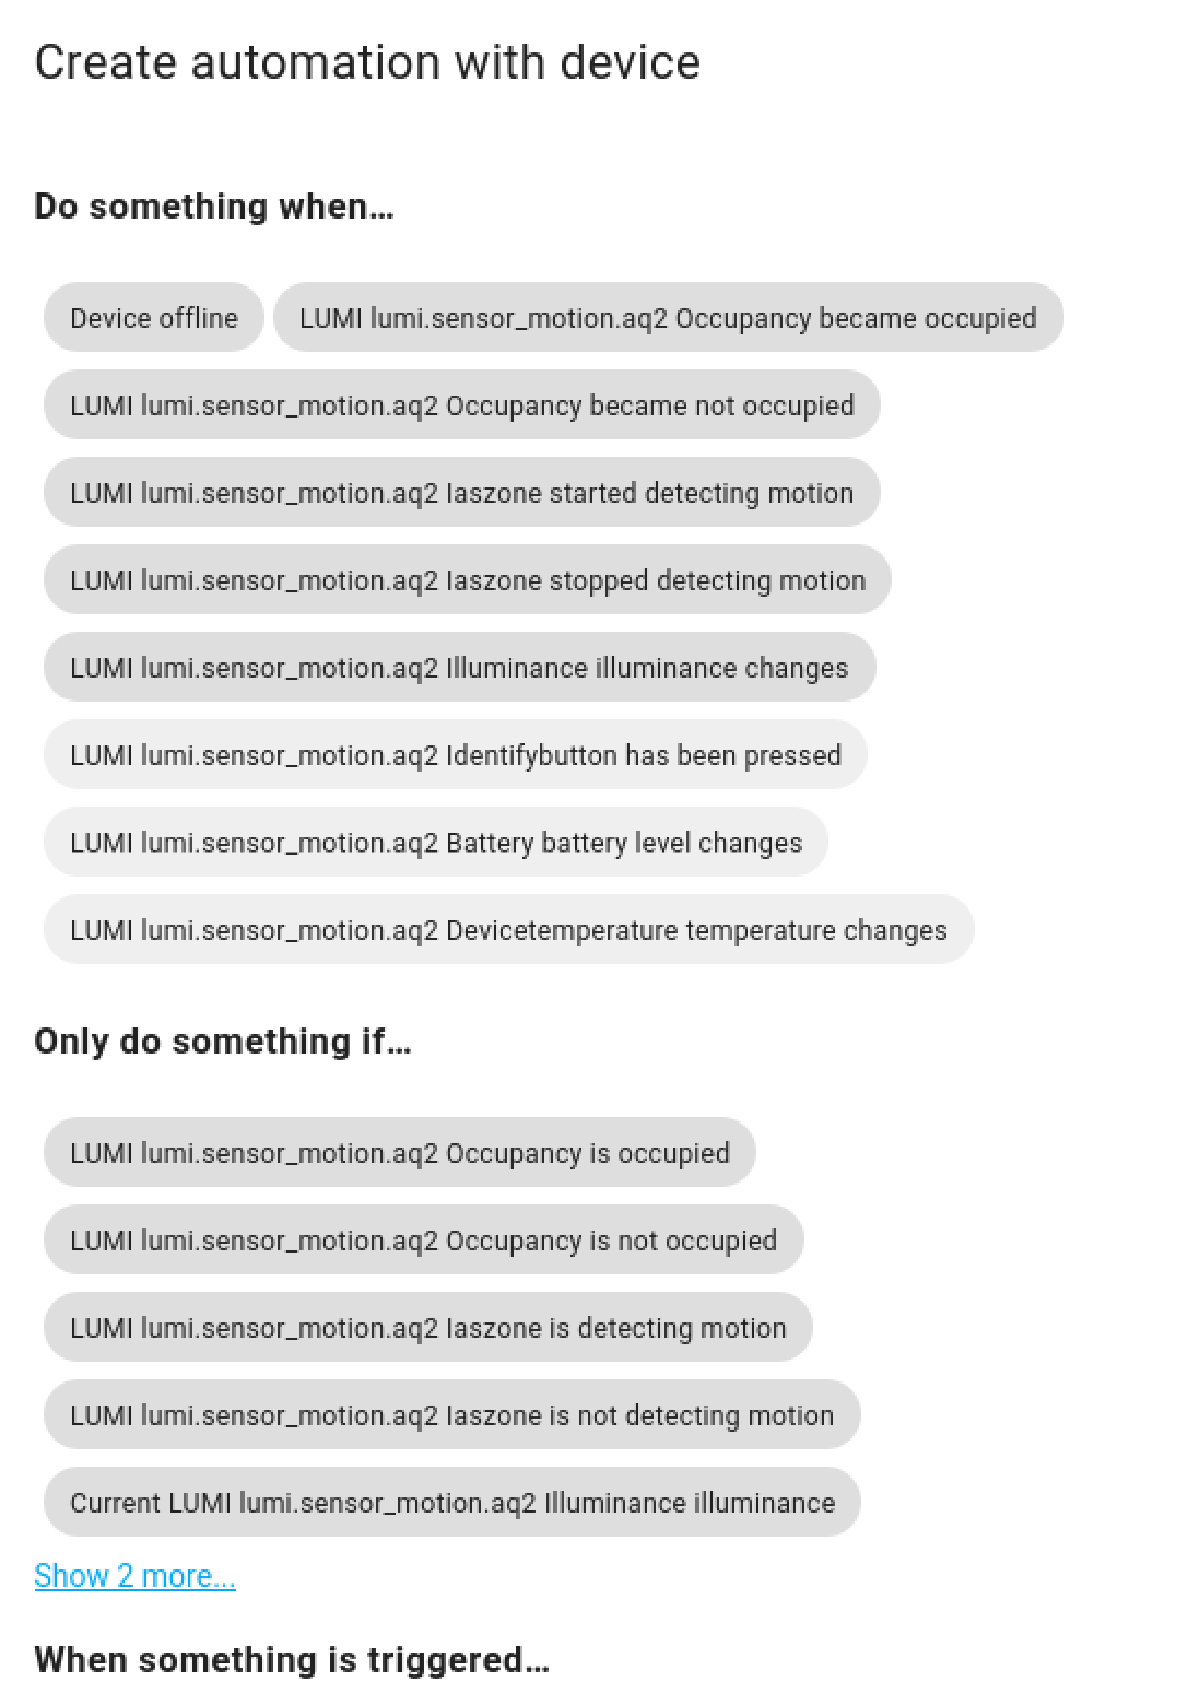 Create automation with device
Do something when…
Device offline
LUMI lumi.sensor_motion.aq2 Occupancy became occupied
LUMI lumi.sensor_motion.aq2 Occupancy became not occupied
LUMI lumi.sensor_motion.aq2 Iaszone started detecting motion
LUMI lumi.sensor_motion.aq2 Iaszone stopped detecting motion
LUMI lumi.sensor_motion.aq2 Illuminance illuminance changes
LUMI lumi.sensor_motion.aq2 Identifybutton has been pressed
LUMI lumi.sensor_motion.aq2 Battery battery level changes
LUMI lumi.sensor_motion.aq2 Devicetemperature temperature changes
Only do something if…
LUMI lumi.sensor_motion.aq2 Occupancy is occupied
LUMI lumi.sensor_motion.aq2 Occupancy is not occupied
LUMI lumi.sensor_motion.aq2 Iaszone is detecting motion
LUMI lumi.sensor_motion.aq2 Iaszone is not detecting motion
Current LUMI lumi.sensor_motion.aq2 Illuminance illuminance
Show 2 more...
When something is triggered…